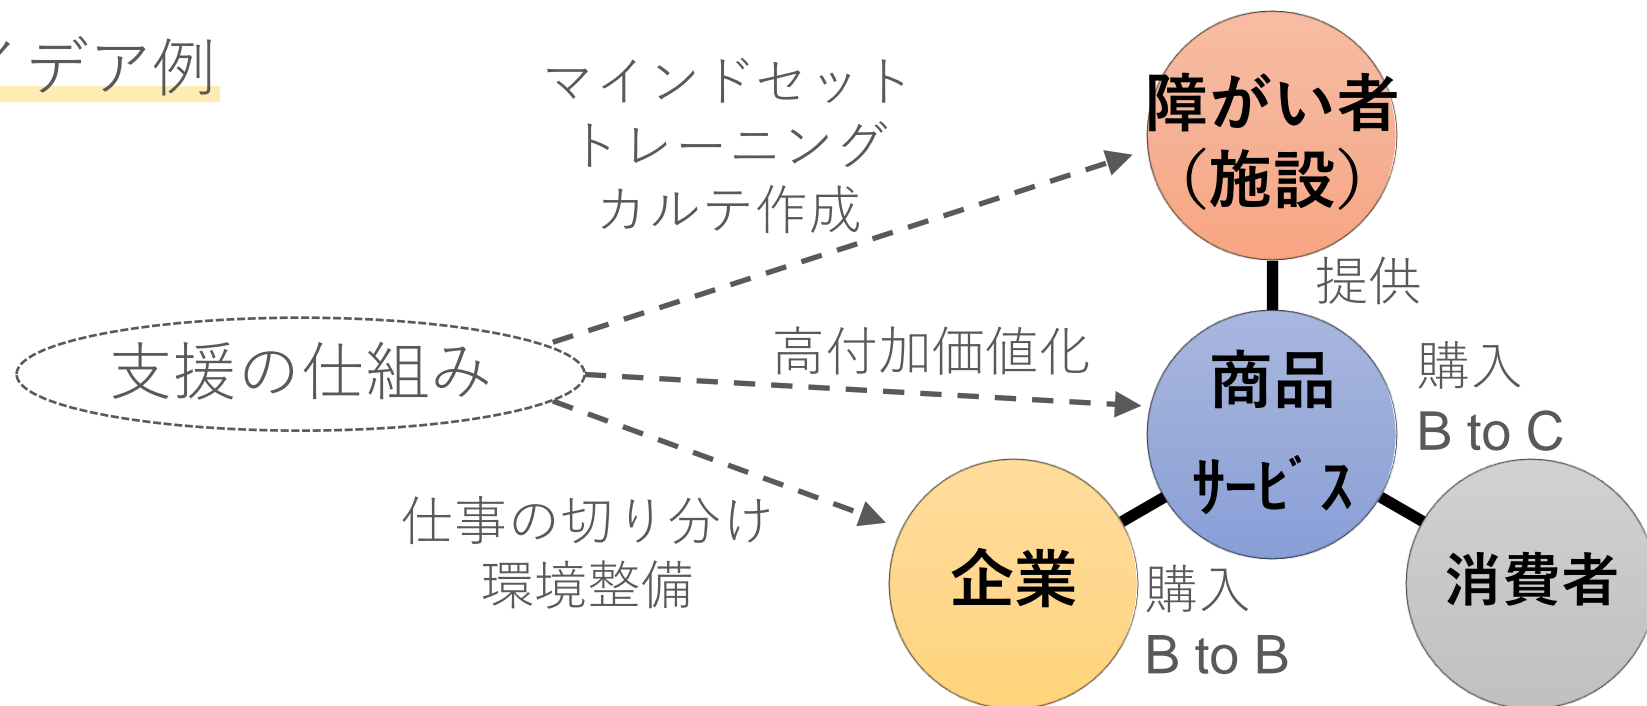 イデア例
マインドセット
トレーニング
カルテ作成
障がい者
（施設）
提供
支援の仕組み
高付加価値化
商品
サービス
購入
B to C
仕事の切り分け
環境整備
企業
購入
B to B
消費者